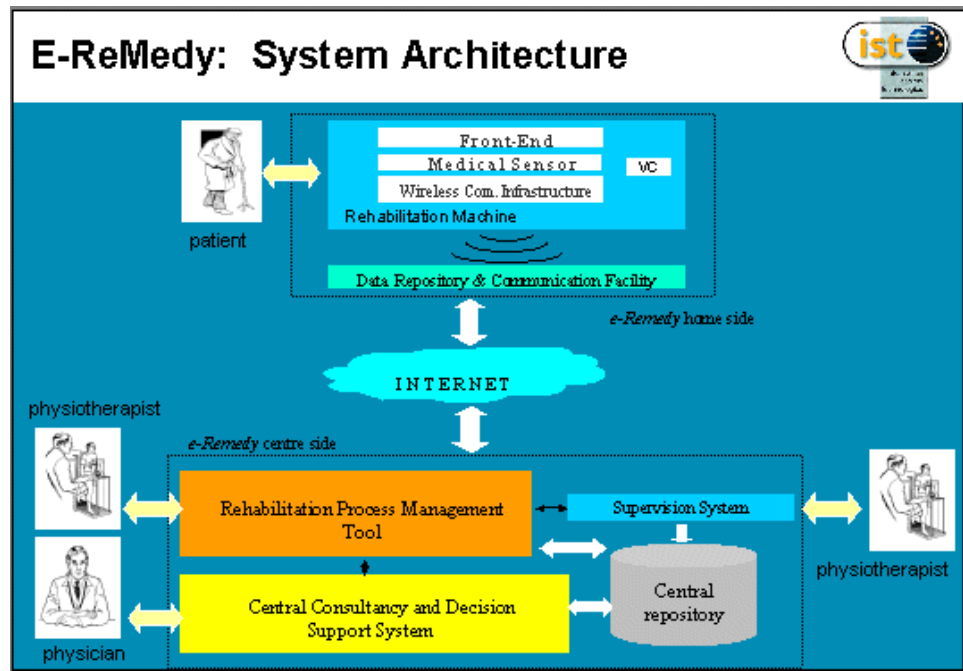 E-ReMedy: System Architecture
ist
Front-End
Medical Sensor
VC
Wireless Com. Infrastructure
Rehabilitation Machine
patient
Data Repository & Communication Facility
e-Remedy home side
INTERNET
physiotherapist
e-Remedy centre side
Rehabilitation Process Management
Tool
Supervision System
physiotherapist
Central Consultancy and Decision
Support System
Central
repository
physician